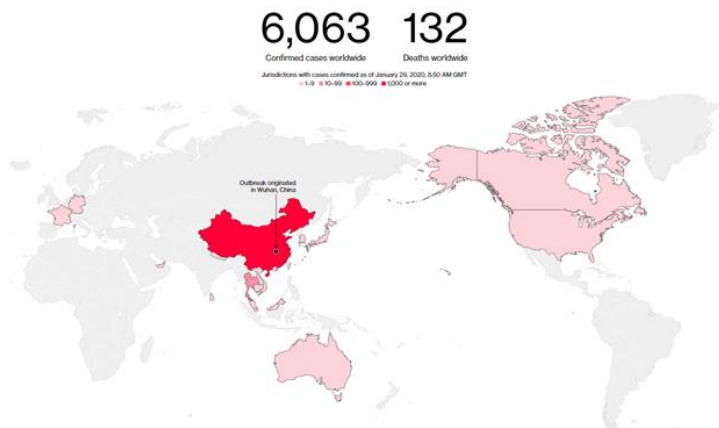 6,063 132
Confirmed cases worldwide Deaths worldwide
Jurisdictions with cases confirmed as of January 29, 2020, 8:50 AM GMT
1–9 10–99 100–999 1,000 or more
Outbreak originated
in Wuhan, China